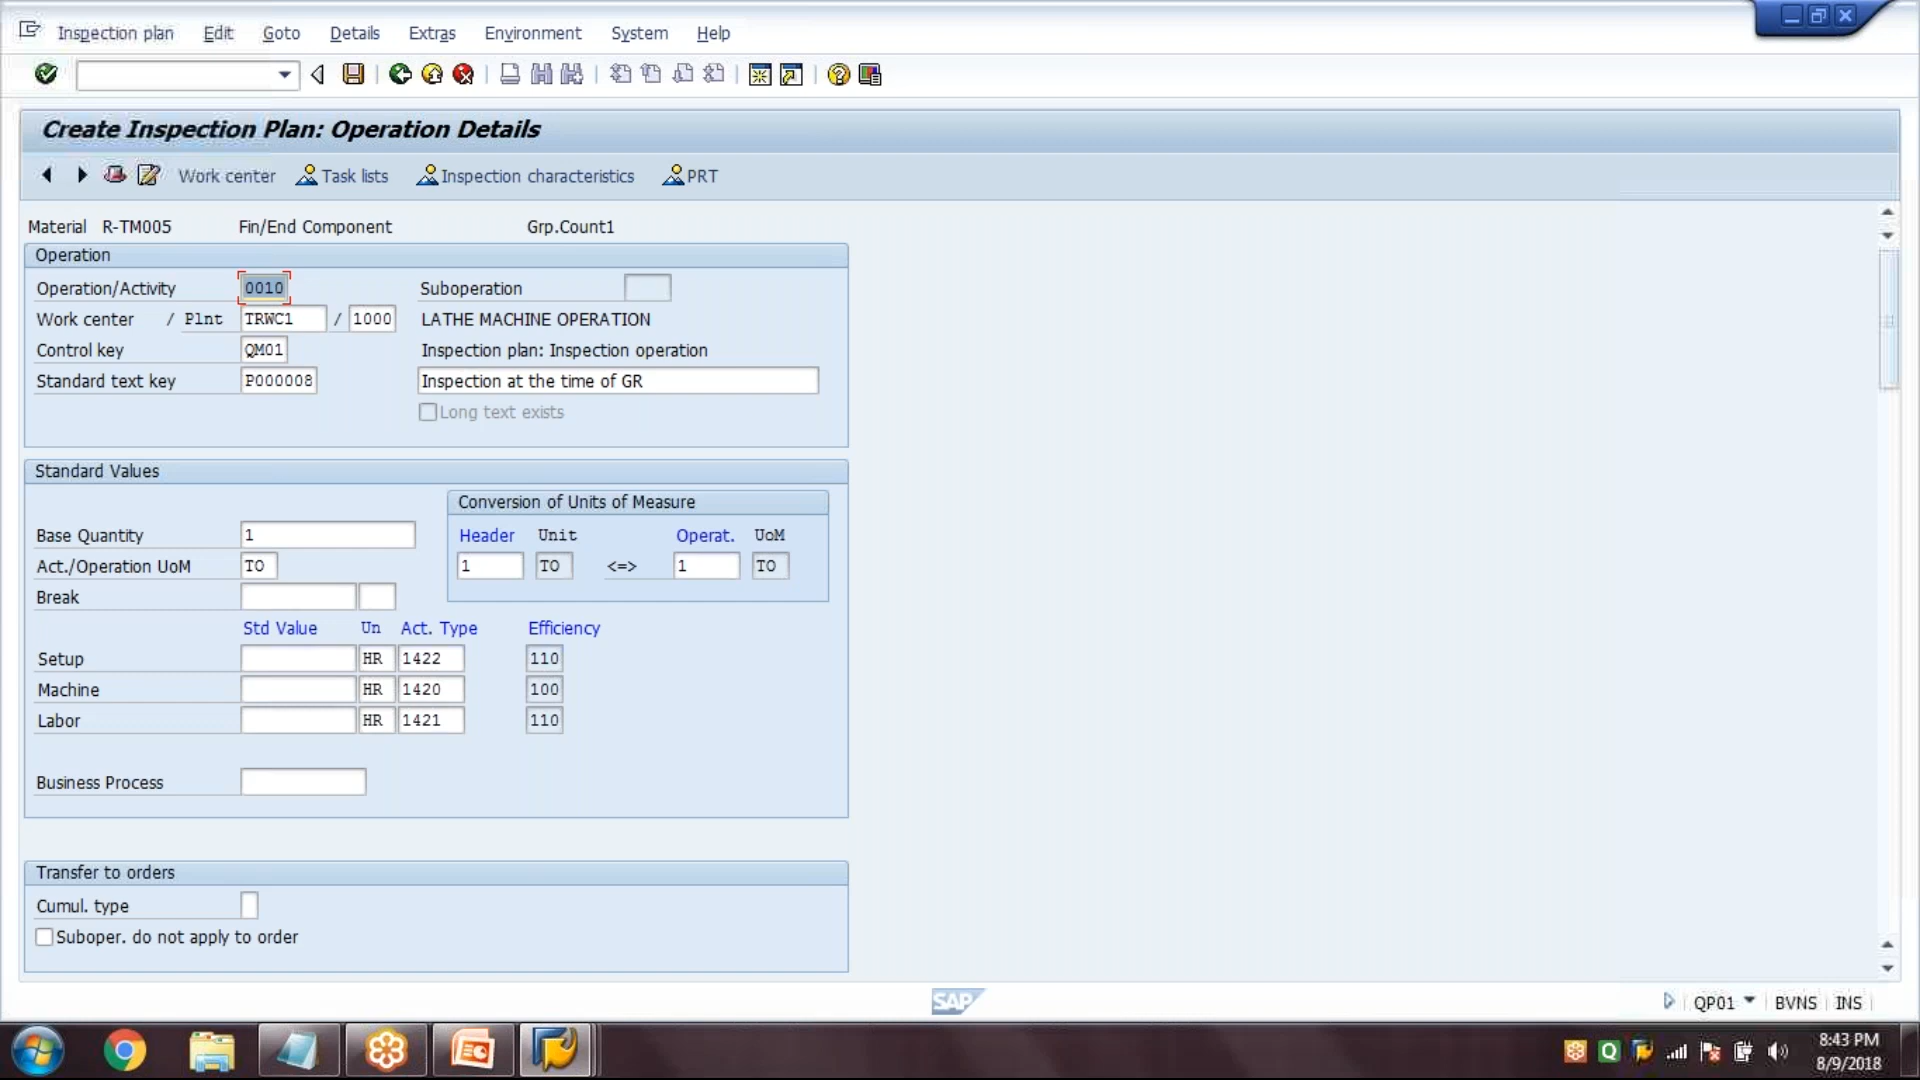 Inspection plan Edit Goto Details Extras Environment System Help
Create Inspection Plan: Operation Details
Work center Task lists Inspection characteristics PRT
Material R-TM005 Fin/End Component Grp.Count1
Operation
Operation/Activity 0010 Suboperation
Work center / Plnt TRWC1 / 1000 LATHE MACHINE OPERATION
Control key QM01 Inspection plan: Inspection operation
Standard text key P000008 Inspection at the time of GR
Long text exists
Standard Values
Conversion of Units of Measure
Header Unit Operat. UoM
Base Quantity 1
1 TO <=> 1 TO
Act./Operation UoM TO
Break
Std Value Un Act. Type Efficiency
Setup HR 1422 110
Machine HR 1420 100
Labor HR 1421 110
Business Process
Transfer to orders
Cumul. type
Suboper. do not apply to order
SAP
QP01 BVNS INS
8:43 PM
8/9/2018